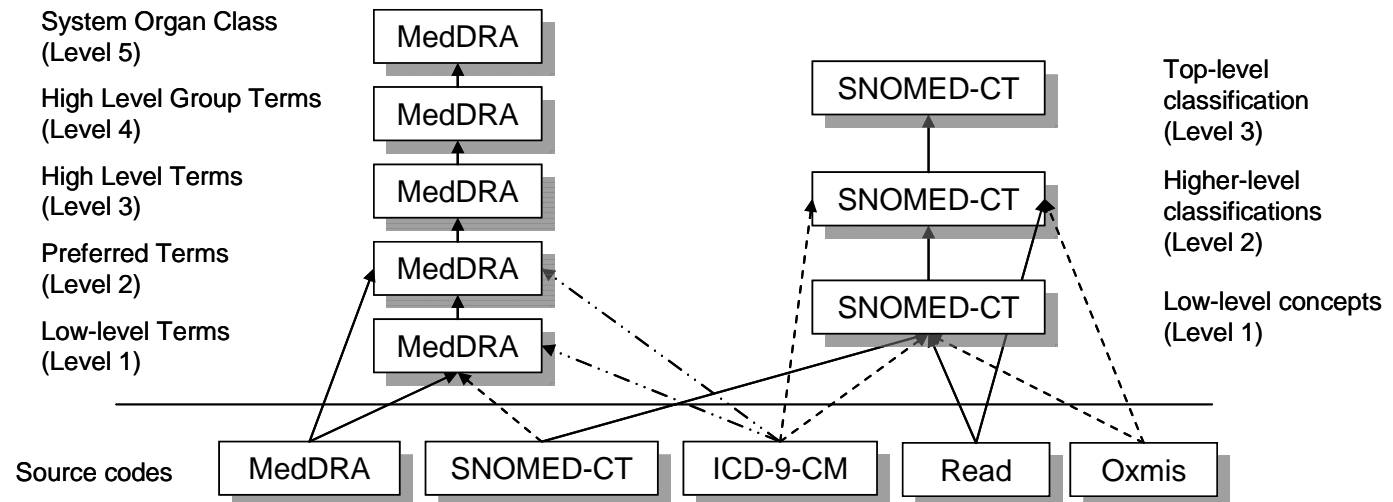 System Organ Class
(Level 5)
MedDRA
High Level Group Terms
(Level 4)
MedDRA
High Level Terms
(Level 3)
MedDRA
Preferred Terms
(Level 2)
MedDRA
Low-level Terms
(Level 1)
MedDRA
SNOMED-CT
Top-level
classification
(Level 3)
SNOMED-CT
Higher-level
classifications
(Level 2)
SNOMED-CT
Low-level concepts
(Level 1)
Source codes
MedDRA
SNOMED-CT
ICD-9-CM
Read
Oxmis